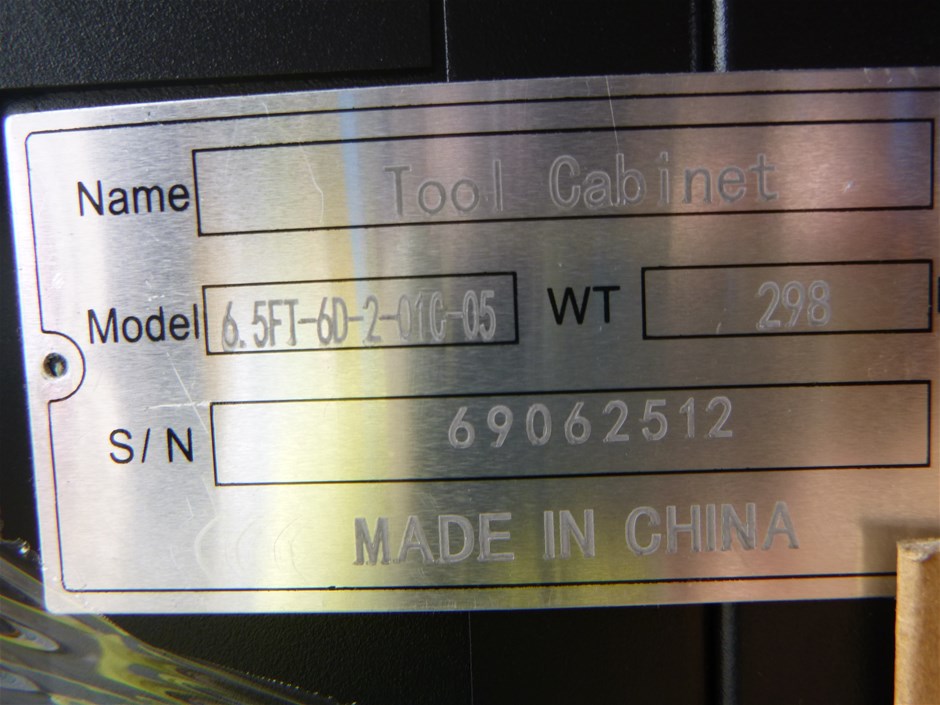 Name Tool Cabinet
Model 6.5FT-6D-2-01C-05 WT 298
S/N 69062512
MADE IN CHINA